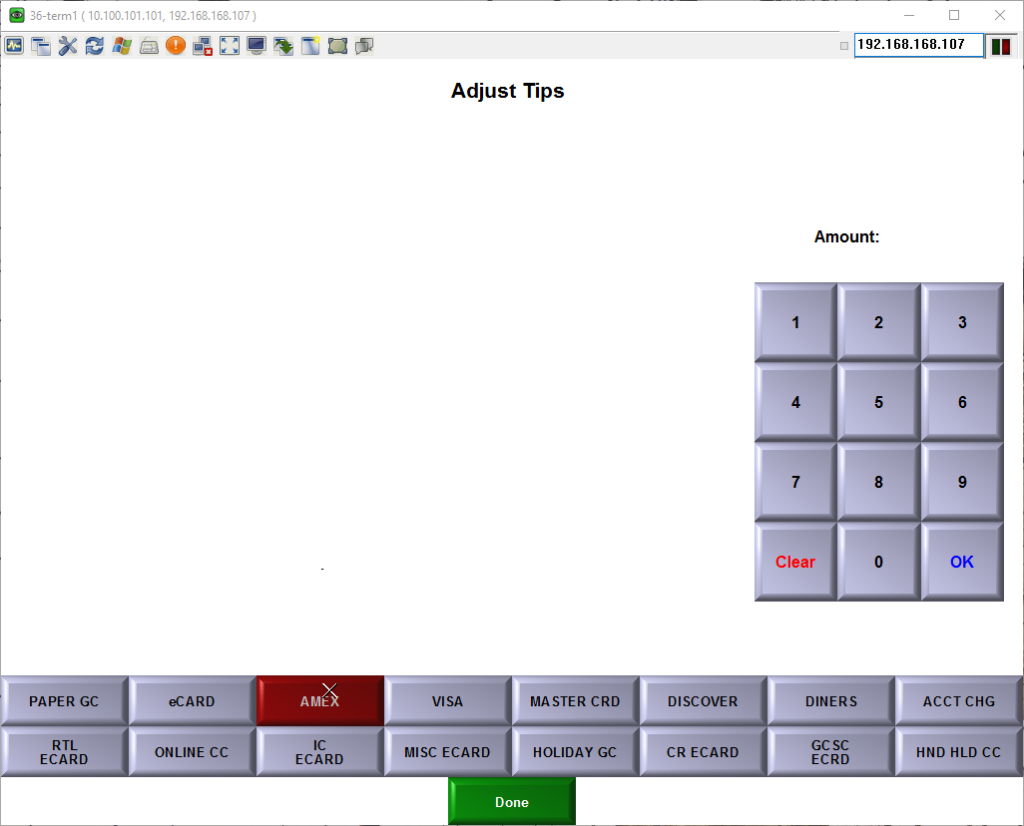 36-term1 ( 10.100.101.101, 192.168.168.107 )
192.168.168.107
Adjust Tips
Amount:
1 2 3
4 5 6
7 8 9
Clear 0 OK
PAPER GC eCARD AMEX VISA MASTER CRD DISCOVER DINERS ACCT CHG
RTL ECARD ONLINE CC IC ECARD MISC ECARD HOLIDAY GC CR ECARD GC SC ECRD HND HLD CC
Done